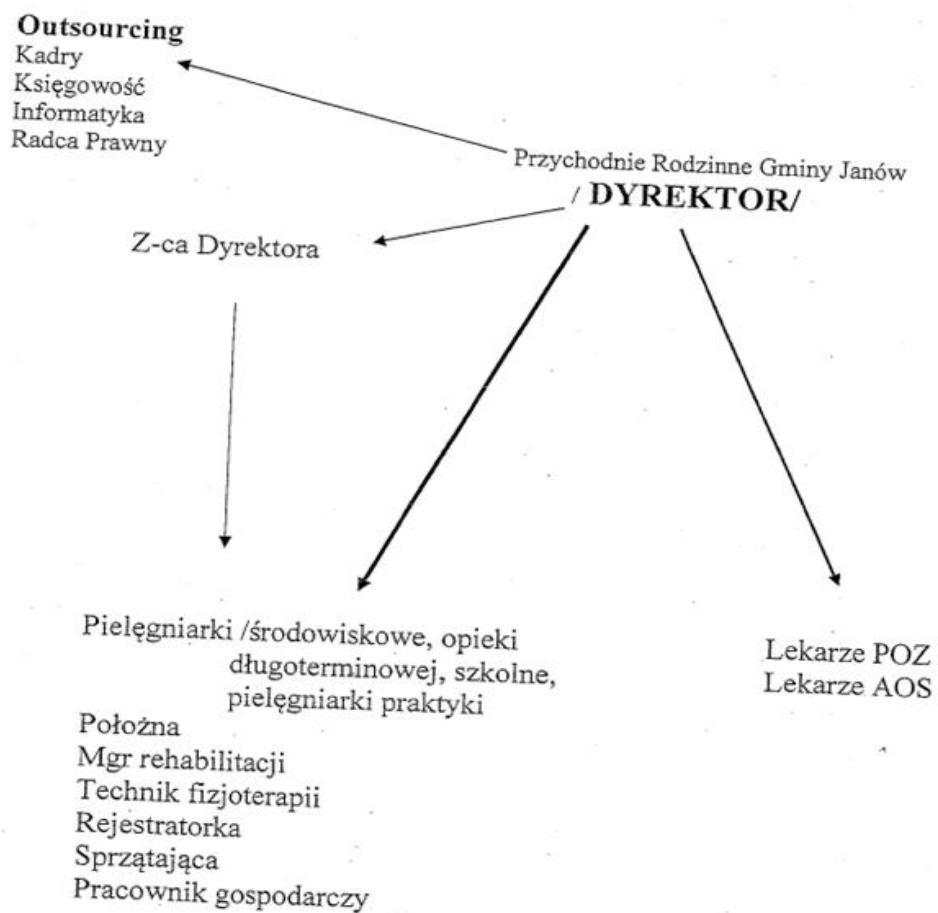 Outsourcing
Kadry
Księgowość
Informatyka
Radca Prawny
Przychodnie Rodzinne Gminy Janów
/ DYREKTOR/
Z-ca Dyrektora
Pielęgniarki /środowiskowe, opieki
długoterminowej, szkolne,
pielęgniarki praktyki
Położna
Mgr rehabilitacji
Technik fizjoterapii
Rejestratorka
Sprzątająca
Pracownik gospodarczy
Lekarze POZ
Lekarze AOS